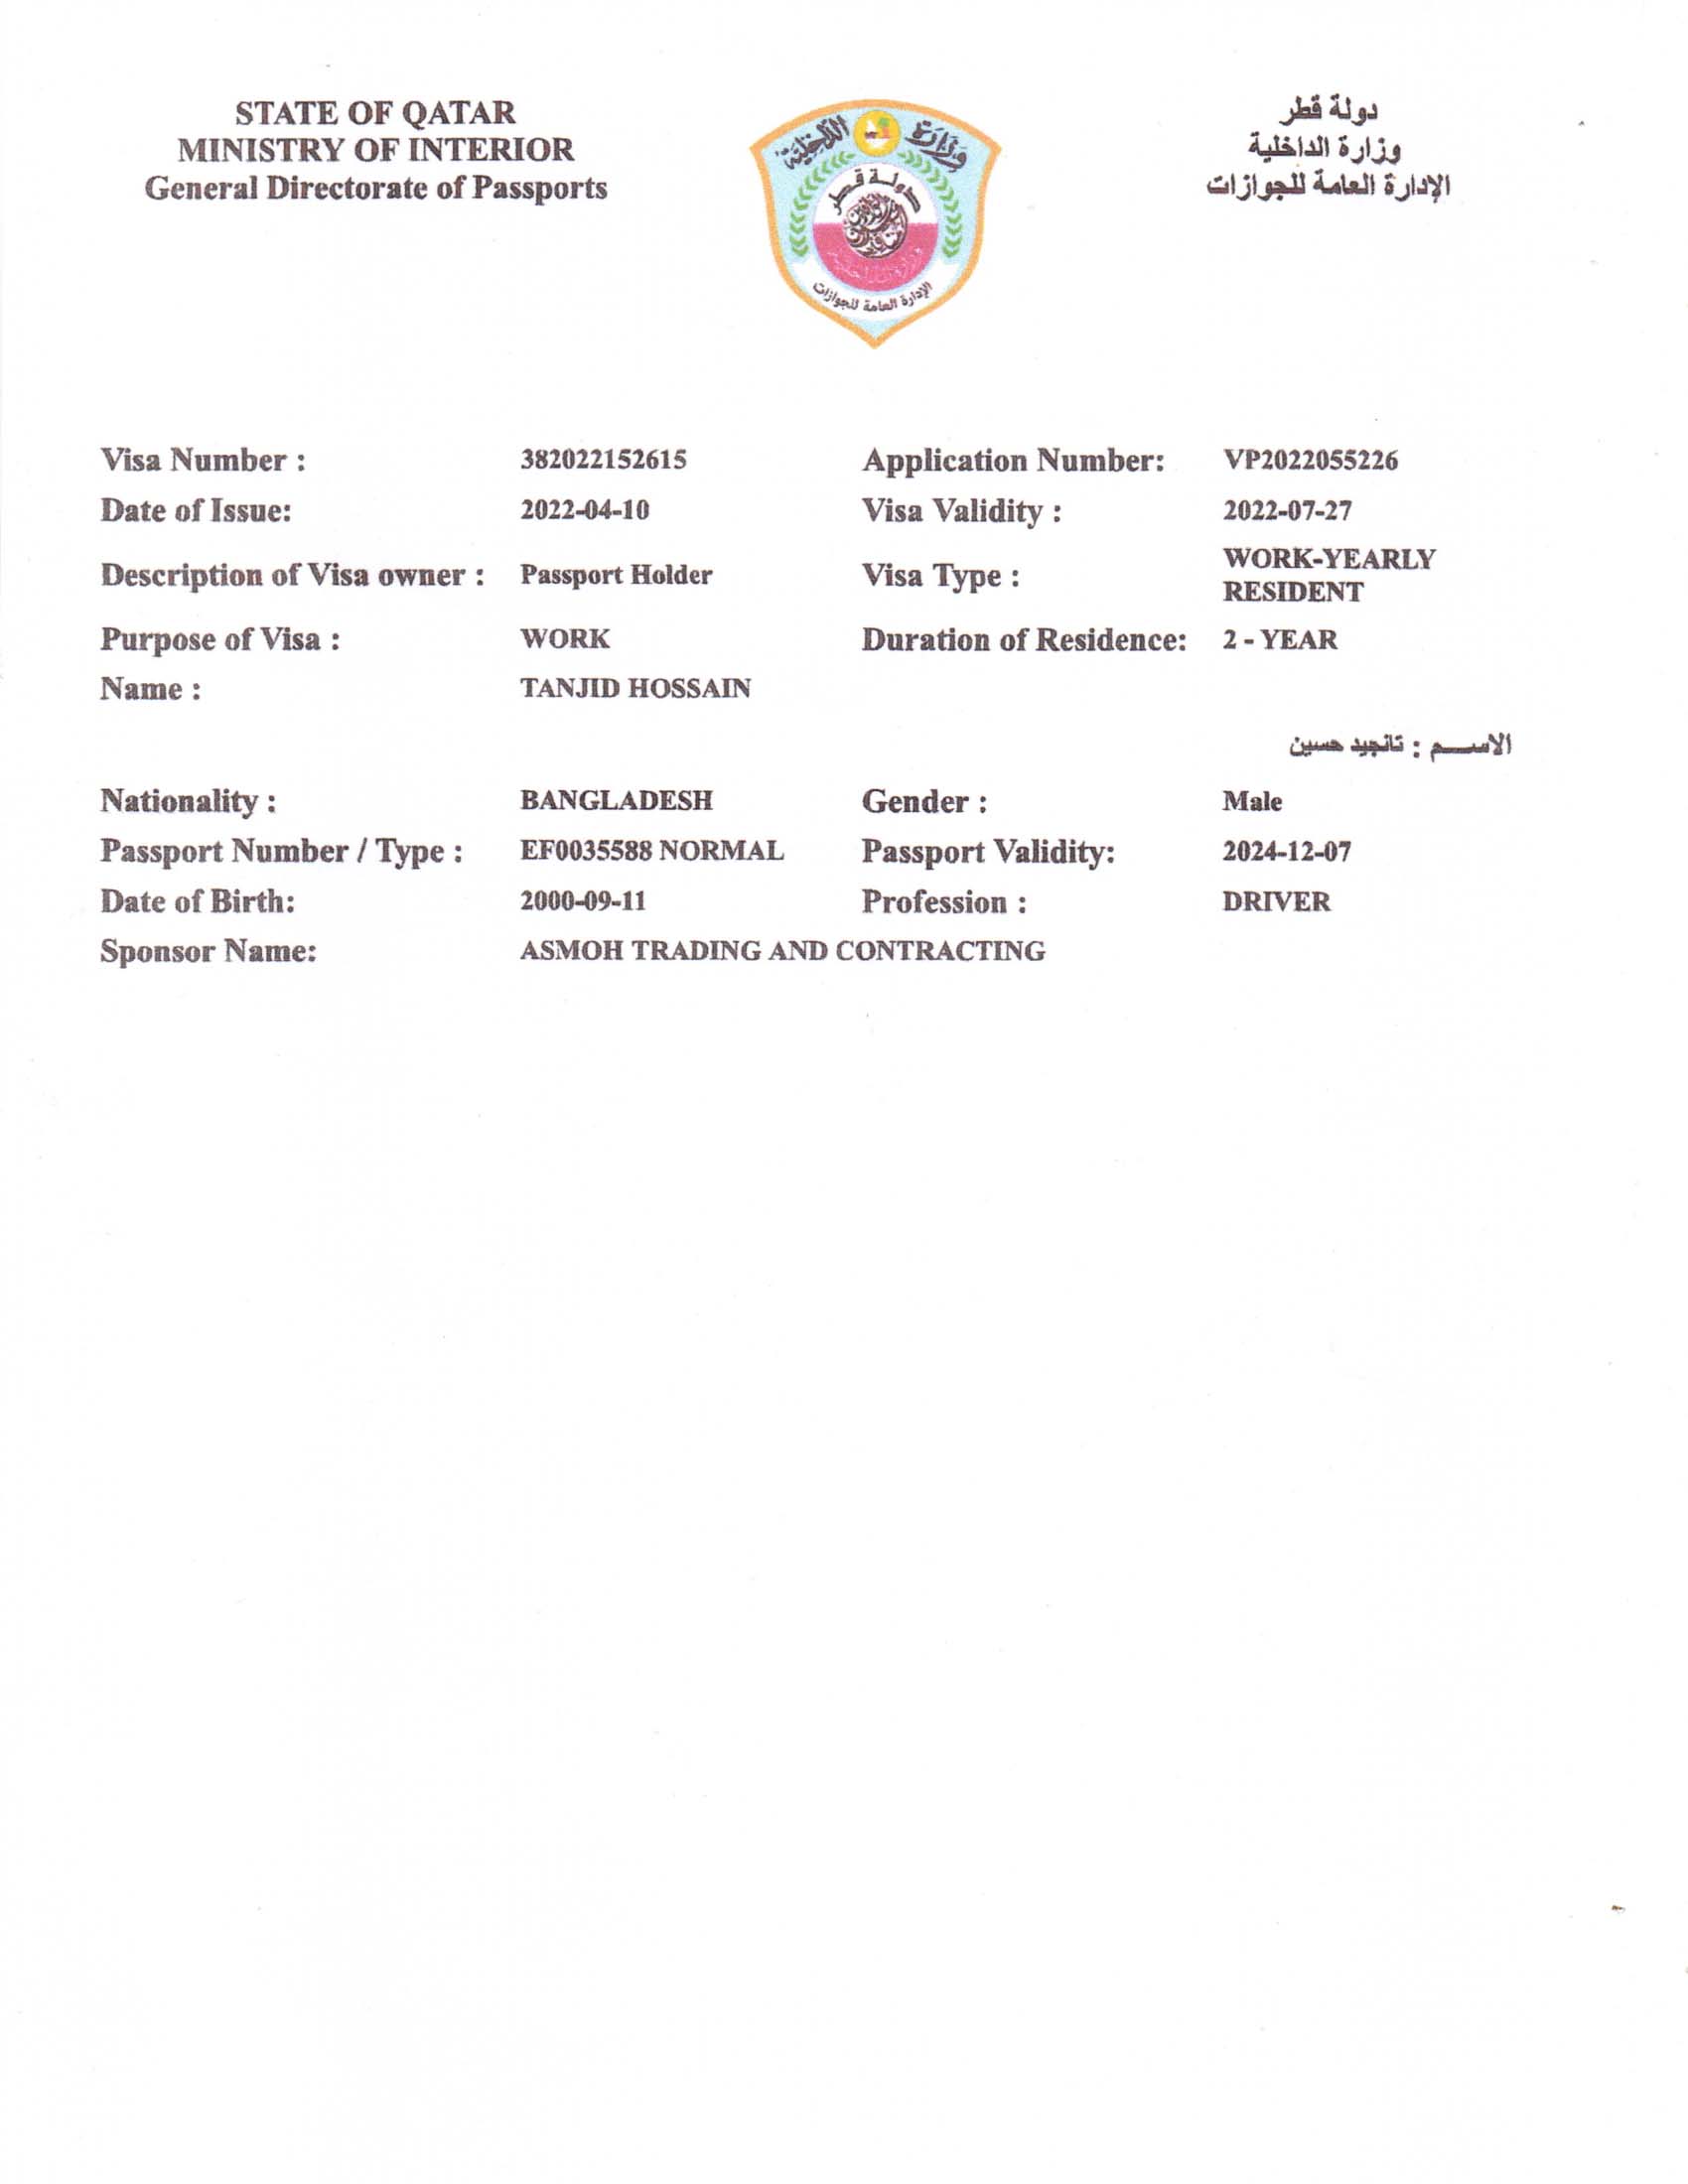 STATE OF QATAR
MINISTRY OF INTERIOR
General Directorate of Passports
وزارة الداخلية
دولة قطر
الإدارة العامة للجوازات
دولة قطر
وزارة الداخلية
الإدارة العامة للجوازات
Visa Number : 382022152615 Application Number: VP2022055226
Date of Issue: 2022-04-10 Visa Validity : 2022-07-27
Description of Visa owner : Passport Holder Visa Type : WORK-YEARLY
RESIDENT
Purpose of Visa : WORK Duration of Residence: 2 - YEAR
Name : TANJID HOSSAIN
الاســـم : تانجيد حسين
Nationality : BANGLADESH Gender : Male
Passport Number / Type : EF0035588 NORMAL Passport Validity: 2024-12-07
Date of Birth: 2000-09-11 Profession : DRIVER
Sponsor Name: ASMOH TRADING AND CONTRACTING